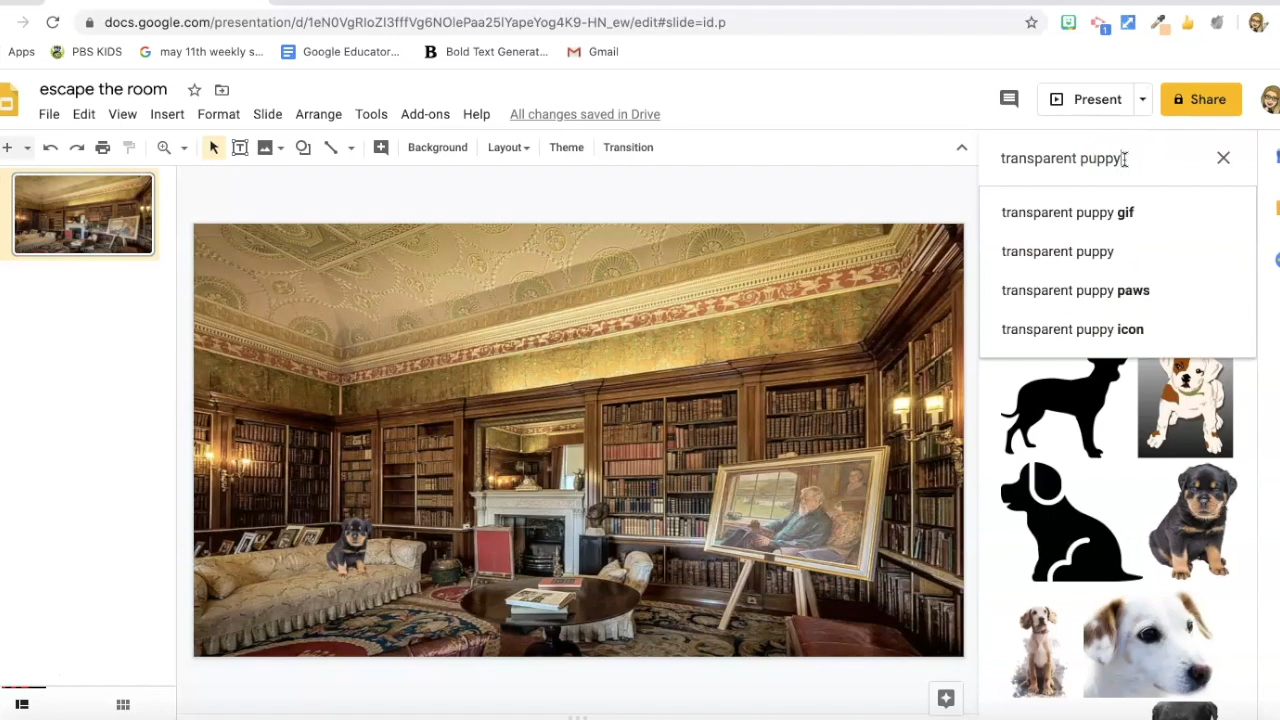 docs.google.com/presentation/d/1eN0VgRIoZI3fffVg6NOlePaa25IYapeYog4K9-HN_ew/edit#slide=id.p
1
Apps PBS KIDS may 11th weekly s... Google Educator... B Bold Text Generat... Gmail
escape the room
File Edit View Insert Format Slide Arrange Tools Add-ons Help All changes saved in Drive
Present Share
Background Layout Theme Transition
transparent puppy
transparent puppy gif
transparent puppy
transparent puppy paws
transparent puppy icon